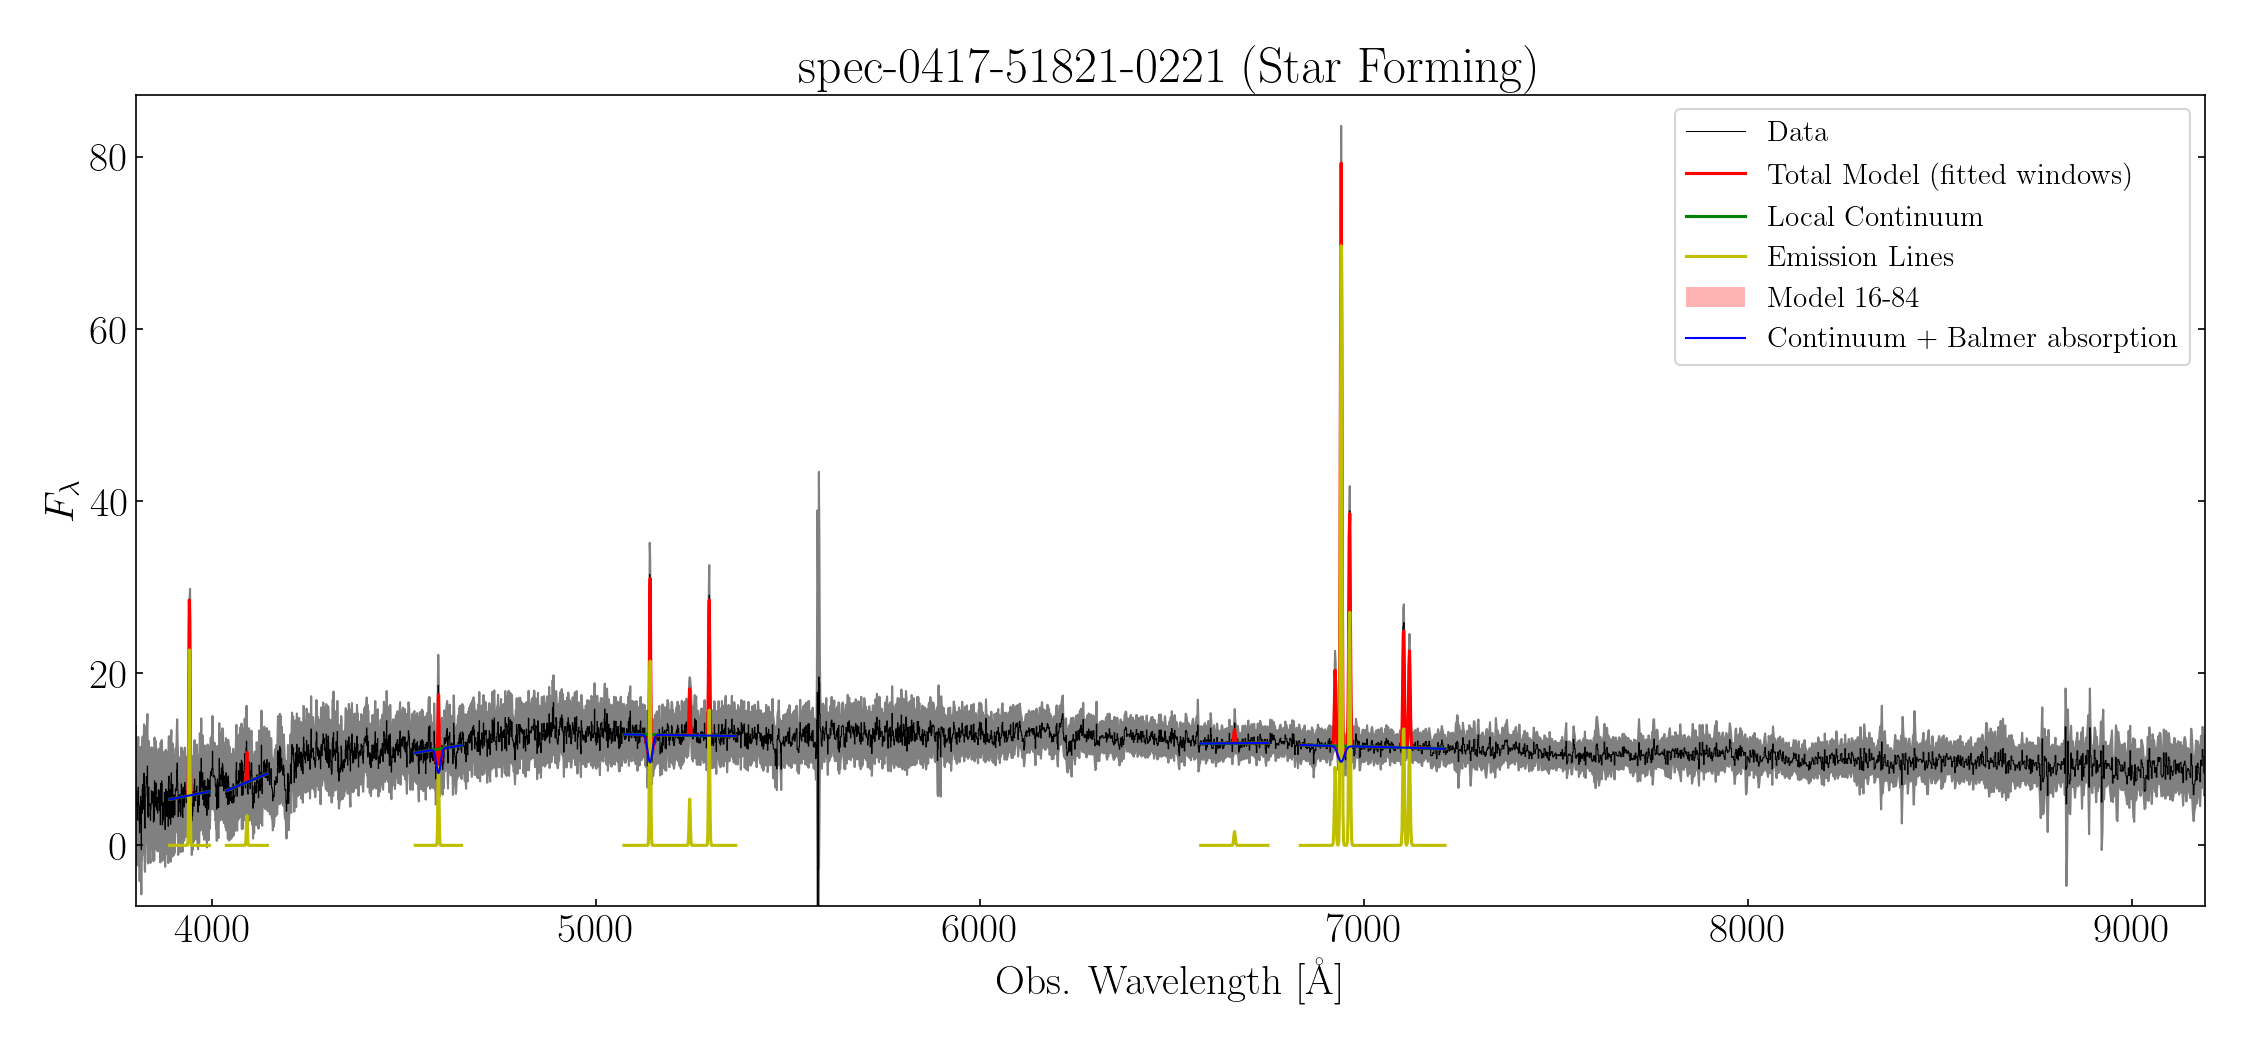 spec-0417-51821-0221 (Star Forming)
Data
Total Model (fitted windows)
Local Continuum
Emission Lines
Model 16-84
Continuum + Balmer absorption
80
60
40
20
0
Fλ
4000 5000 6000 7000 8000 9000
Obs. Wavelength [Å]